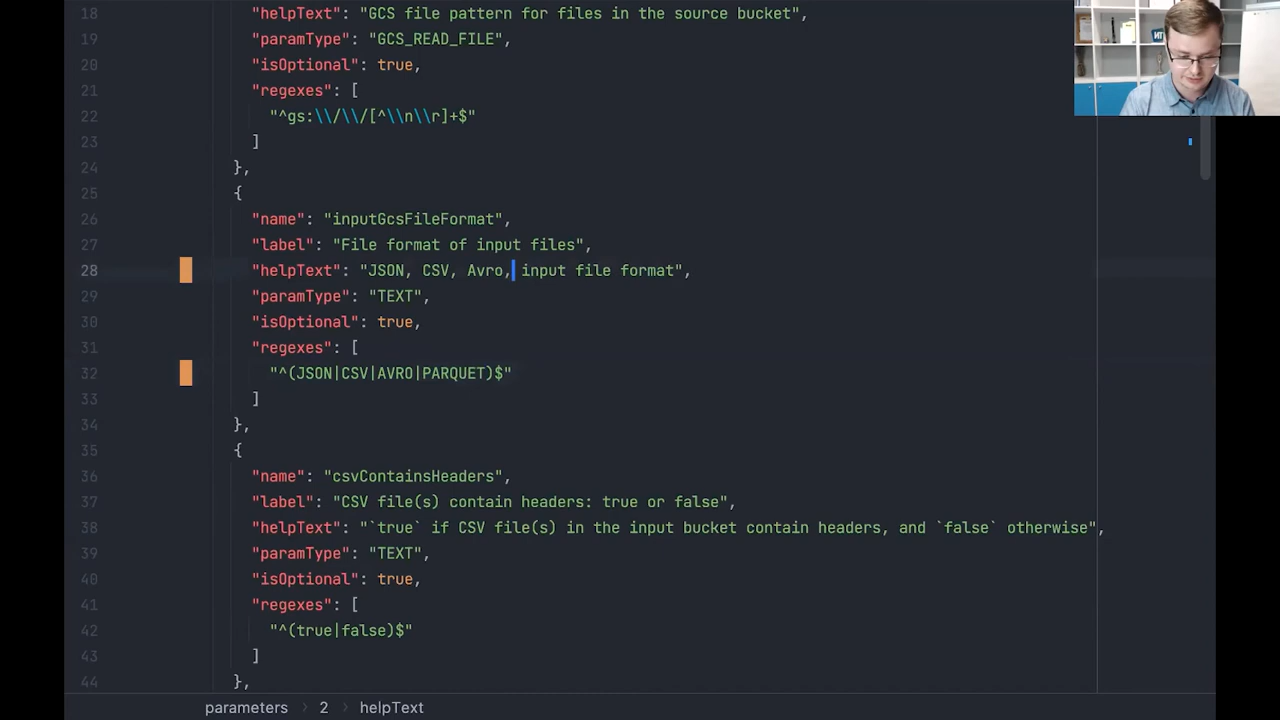 18 "helpText": "GCS file pattern for files in the source bucket",
19 "paramType": "GCS_READ_FILE",
20 "isOptional": true,
21 "regexes": [
22 "^gs:\\/\\/[^\\n\\r]+$"
23 ]
24 },
25 {
26 "name": "inputGcsFileFormat",
27 "label": "File format of input files",
28 "helpText": "JSON, CSV, Avro, input file format",
29 "paramType": "TEXT",
30 "isOptional": true,
31 "regexes": [
32 "^(JSON|CSV|AVRO|PARQUET)$"
33 ]
34 },
35 {
36 "name": "csvContainsHeaders",
37 "label": "CSV file(s) contain headers: true or false",
38 "helpText": "`true` if CSV file(s) in the input bucket contain headers, and `false` otherwise",
39 "paramType": "TEXT",
40 "isOptional": true,
41 "regexes": [
42 "^(true|false)$"
43 ]
44 },
parameters > 2 > helpText
ИТ